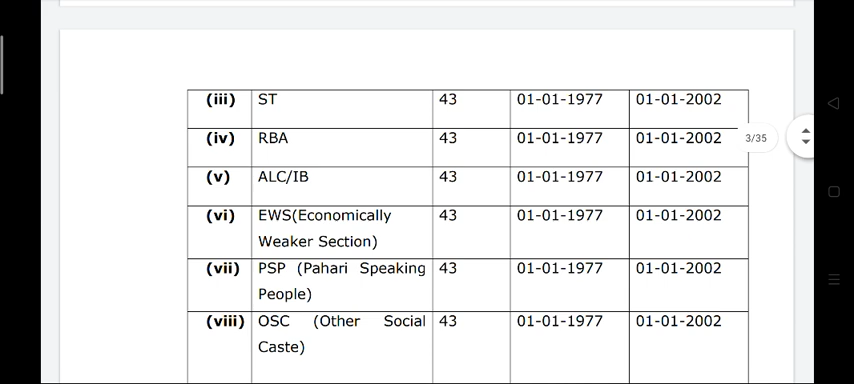 (iii) ST 43 01-01-1977 01-01-2002
(iv) RBA 43 01-01-1977 01-01-2002
3/35
(v) ALC/IB 43 01-01-1977 01-01-2002
(vi) EWS(Economically 43 01-01-1977 01-01-2002
Weaker Section)
(vii) PSP (Pahari Speaking 43 01-01-1977 01-01-2002
People)
(viii) OSC (Other Social 43 01-01-1977 01-01-2002
Caste)